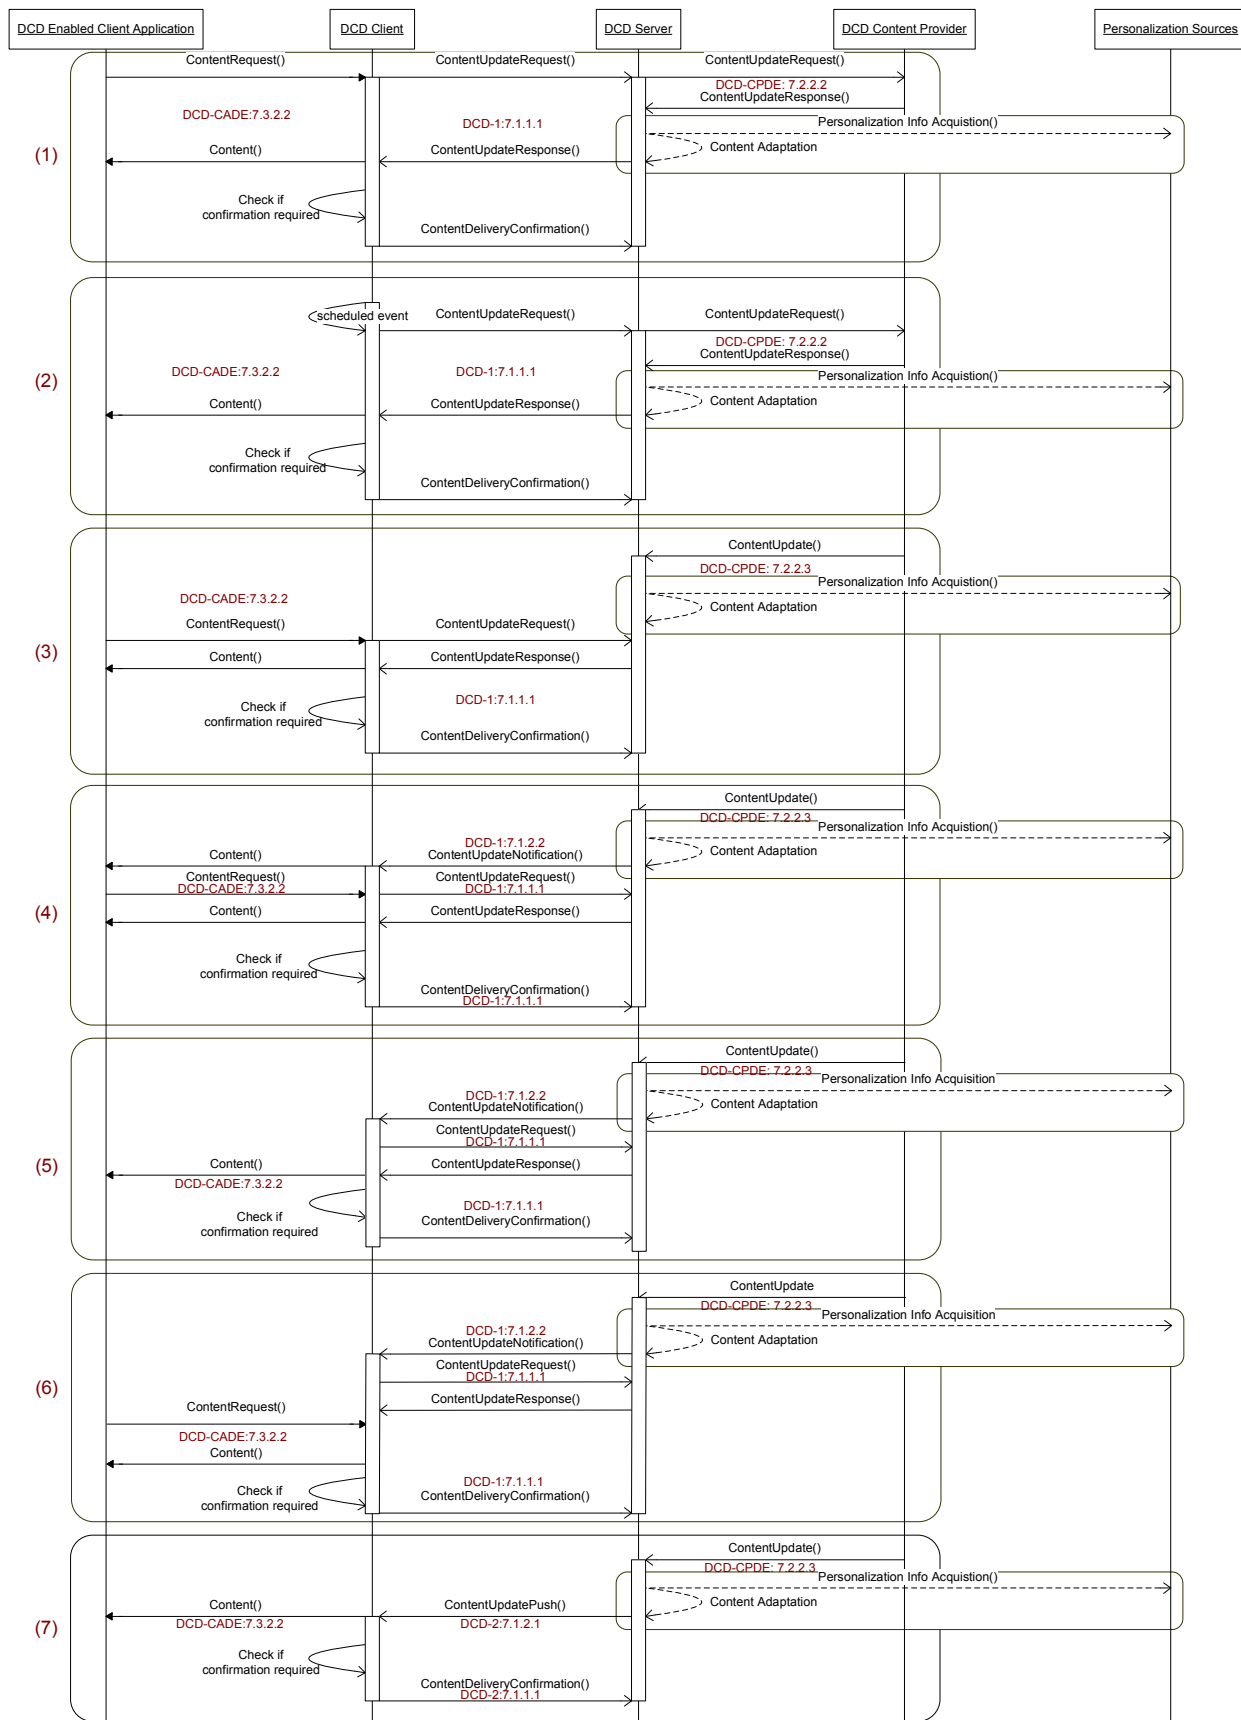 DCD Enabled Client Application
DCD Client
DCD Server
DCD Content Provider
Personalization Sources
(1)
ContentRequest()
ContentUpdateRequest()
ContentUpdateRequest()
DCD-CPDE: 7.2.2.2
ContentUpdateResponse()
DCD-CADE:7.3.2.2
DCD-1:7.1.1.1
Personalization Info Acquistion()
Content()
ContentUpdateResponse()
Content Adaptation
Check if
confirmation required
ContentDeliveryConfirmation()
(2)
scheduled event
ContentUpdateRequest()
ContentUpdateRequest()
DCD-CPDE: 7.2.2.2
ContentUpdateResponse()
DCD-CADE:7.3.2.2
DCD-1:7.1.1.1
Personalization Info Acquistion()
Content()
ContentUpdateResponse()
Content Adaptation
Check if
confirmation required
ContentDeliveryConfirmation()
(3)
ContentUpdate()
DCD-CPDE: 7.2.2.3
Personalization Info Acquistion()
DCD-CADE:7.3.2.2
Content Adaptation
ContentRequest()
ContentUpdateRequest()
Content()
ContentUpdateResponse()
DCD-1:7.1.1.1
Check if
confirmation required
ContentDeliveryConfirmation()
(4)
ContentUpdate()
DCD-CPDE: 7.2.2.3
Personalization Info Acquistion()
DCD-1:7.1.2.2
Content Adaptation
Content()
ContentUpdateNotification()
ContentRequest()
ContentUpdateRequest()
DCD-CADE:7.3.2.2
DCD-1:7.1.1.1
Content()
ContentUpdateResponse()
Check if
confirmation required
ContentDeliveryConfirmation()
DCD-1:7.1.1.1
(5)
ContentUpdate()
DCD-CPDE: 7.2.2.3
Personalization Info Acquisition
DCD-1:7.1.2.2
Content Adaptation
ContentUpdateNotification()
ContentUpdateRequest()
DCD-1:7.1.1.1
Content()
ContentUpdateResponse()
DCD-CADE:7.3.2.2
DCD-1:7.1.1.1
Check if
confirmation required
ContentDeliveryConfirmation()
(6)
ContentUpdate
DCD-CPDE: 7.2.2.3
Personalization Info Acquisition
DCD-1:7.1.2.2
Content Adaptation
ContentUpdateNotification()
ContentUpdateRequest()
DCD-1:7.1.1.1
ContentRequest()
ContentUpdateResponse()
DCD-CADE:7.3.2.2
Content()
DCD-1:7.1.1.1
Check if
confirmation required
ContentDeliveryConfirmation()
(7)
ContentUpdate()
DCD-CPDE: 7.2.2.3
Personalization Info Acquistion()
Content()
ContentUpdatePush()
Content Adaptation
DCD-CADE:7.3.2.2
DCD-2:7.1.2.1
Check if
confirmation required
ContentDeliveryConfirmation()
DCD-2:7.1.1.1